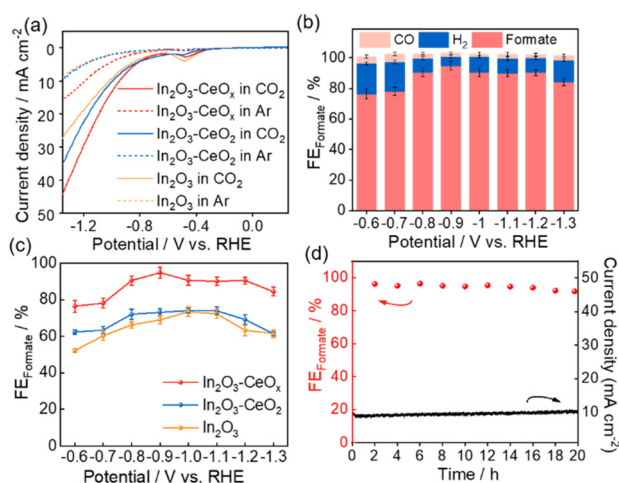 (a)
Current density / mA cm⁻²
0
10
20
30
40
50
In₂O₃-CeOₓ in CO₂
In₂O₃-CeOₓ in Ar
In₂O₃-CeO₂ in CO₂
In₂O₃-CeO₂ in Ar
In₂O₃ in CO₂
In₂O₃ in Ar
-1.2 -0.6 0.0
Potential / V vs. RHE
(b)
CO H₂ Formate
FE_Formate / %
100
80
60
40
20
0
-0.6 -0.7 -0.8 -0.9 -1 -1.1 -1.2 -1.3
Potential / V vs. RHE
(c)
FE_Formate / %
100
80
60
40
20
0
In₂O₃-CeOₓ
In₂O₃-CeO₂
In₂O₃
-0.6 -0.7 -0.8 -0.9 -1.0 -1.1 -1.2 -1.3
Potential / V vs. RHE
(d)
FE_Formate / %
100
80
60
40
20
0
50
40
30
20
10
0
Current density (mA cm⁻²)
0 2 4 6 8 10 12 14 16 18 20
Time / h